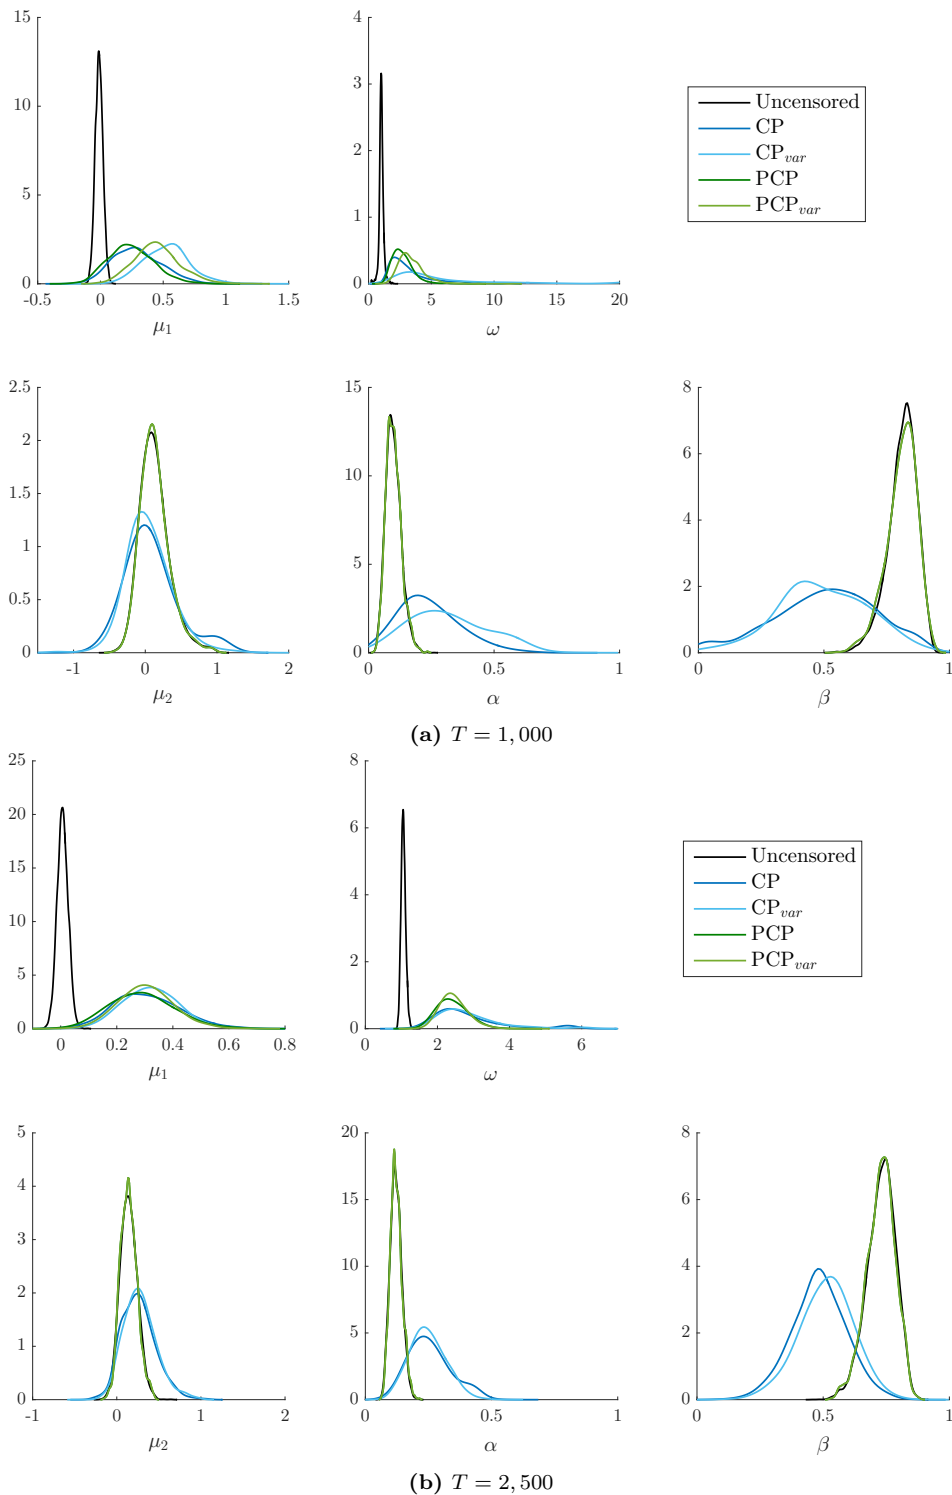 15
10
5
0
-0.5 0 0.5 1 1.5
μ1
4
3
2
1
0
0 5 10 15 20
ω
Uncensored
CP
CPvar
PCP
PCPvar
2.5
2
1.5
1
0.5
0
-1 0 1 2
μ2
15
10
5
0
0 0.5 1
α
8
6
4
2
0
0 0.5 1
β
(a) T = 1,000
25
20
15
10
5
0
0 0.2 0.4 0.6 0.8
μ1
8
6
4
2
0
0 2 4 6
ω
Uncensored
CP
CPvar
PCP
PCPvar
5
4
3
2
1
0
-1 0 1 2
μ2
20
15
10
5
0
0 0.5 1
α
8
6
4
2
0
0 0.5 1
β
(b) T = 2,500